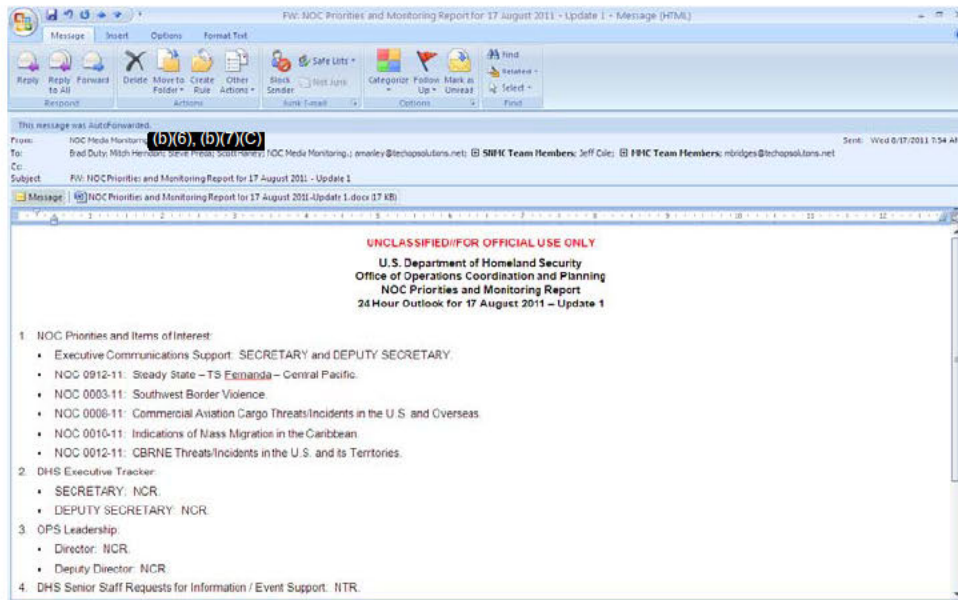 FW: NOC Priorities and Monitoring Report for 17 August 2011 - Update 1 - Message (HTML)
Message Insert Options Format Text
Reply Reply to All Forward Delete Move to Folder Create Rule Other Actions Block Sender Safe Lists Not Junk Categorize Follow Up Mark as Unread Find Related Select
Respond Actions Junk E-mail Options Find
This message was AutoForwarded.
From: NOC Media Monitoring (b)(6), (b)(7)(C) Sent: Wed 8/17/2011 7:54 AM
To: Brad Duty; Mitch Herndon; Steve Preda; Scott Hanley; NOC Media Monitoring.; amanley@techopsolutions.net; SNMC Team Members; Jeff Cole; MMC Team Members; mbridges@techopsolutions.net
Cc:
Subject: FW: NOC Priorities and Monitoring Report for 17 August 2011 - Update 1
Message NOC Priorities and Monitoring Report for 17 August 2011-Update 1.docx (17 KB)
UNCLASSIFIED//FOR OFFICIAL USE ONLY
U.S. Department of Homeland Security
Office of Operations Coordination and Planning
NOC Priorities and Monitoring Report
24 Hour Outlook for 17 August 2011 – Update 1
1. NOC Priorities and Items of Interest:
• Executive Communications Support: SECRETARY and DEPUTY SECRETARY.
• NOC 0912-11: Steady State – TS Fernanda – Central Pacific.
• NOC 0003-11: Southwest Border Violence.
• NOC 0008-11: Commercial Aviation Cargo Threats/Incidents in the U.S. and Overseas.
• NOC 0010-11: Indications of Mass Migration in the Caribbean.
• NOC 0012-11: CBRNE Threats/Incidents in the U.S. and its Territories.
2. DHS Executive Tracker:
• SECRETARY: NCR.
• DEPUTY SECRETARY: NCR.
3. OPS Leadership:
• Director: NCR.
• Deputy Director: NCR
4. DHS Senior Staff Requests for Information / Event Support: NTR.